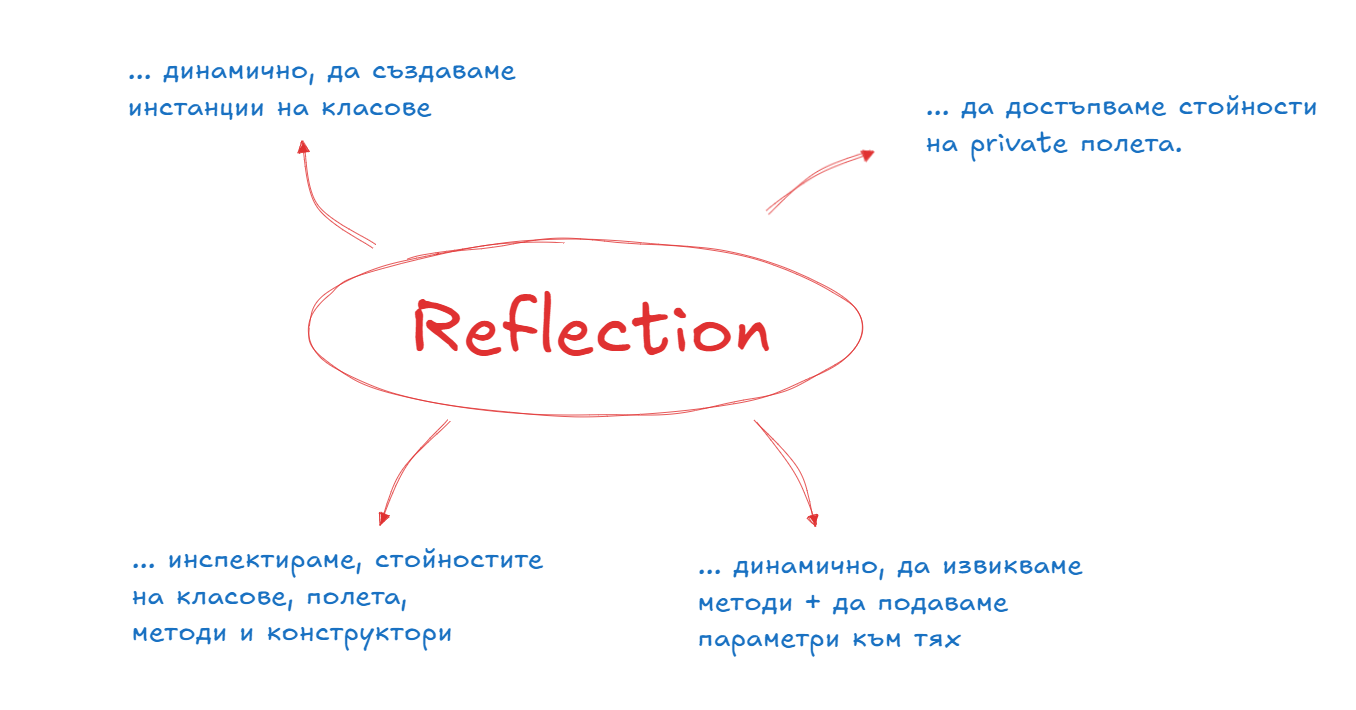 ... динамично, да създаваме
инстанции на класове
... да достъпваме стойности
на private полета.
Reflection
... инспектираме, стойностите
на класове, полета,
методи и конструктори
... динамично, да извикваме
методи + да подаваме
параметри към тях